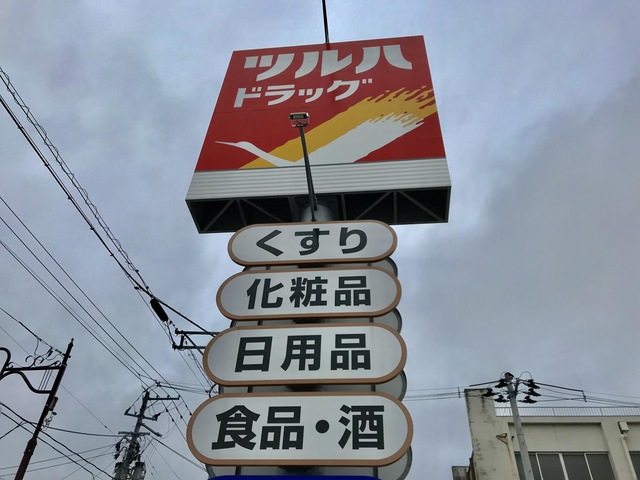 ツルハ
ドラッグ
くすり
化粧品
日用品
食品・酒